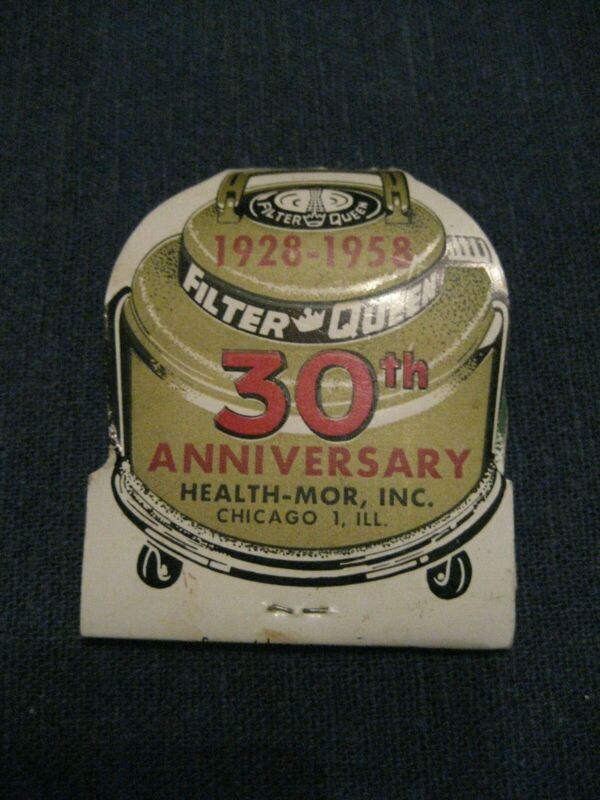 FILTER QUEEN
1928-1958
FILTER QUEEN
30th
ANNIVERSARY
HEALTH-MOR, INC.
CHICAGO 1, ILL.